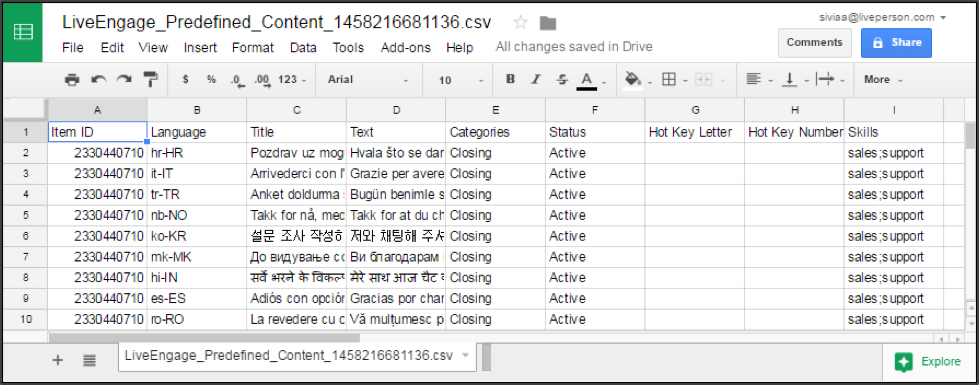 LiveEngage_Predefined_Content_1458216681136.csv
siviaa@liveperson.com
File Edit View Insert Format Data Tools Add-ons Help All changes saved in Drive
Comments Share
$ % .0 .00 123 Arial 10 B I S A More
A B C D E F G H I
1 Item ID Language Title Text Categories Status Hot Key Letter Hot Key Number Skills
2 2330440710 hr-HR Pozdrav uz mog Hvala što se dar Closing Active sales;support
3 2330440710 it-IT Arrivederci con l' Grazie per avere Closing Active sales;support
4 2330440710 tr-TR Anket doldurma s Bugün benimle s Closing Active sales;support
5 2330440710 nb-NO Takk for nå, med Takk for at du ch Closing Active sales;support
6 2330440710 ko-KR 설문 조사 작성하 저와 채팅해 주셔 Closing Active sales;support
7 2330440710 mk-MK До видување со Ви благодарам Closing Active sales;support
8 2330440710 hi-IN सर्वे भरने के विकल्प मेरे साथ आज चैट क Closing Active sales;support
9 2330440710 es-ES Adiós con opción Gracias por char Closing Active sales;support
10 2330440710 ro-RO La revedere cu o Vă mulțumesc p Closing Active sales;support
LiveEngage_Predefined_Content_1458216681136.csv
Explore